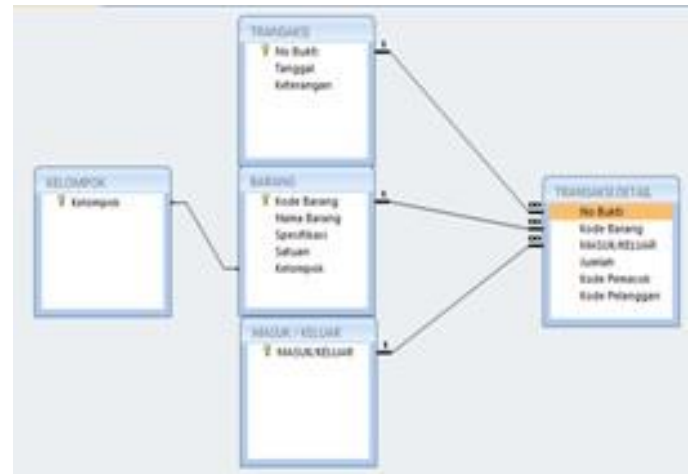 TRANSAKSI
No Bukti
Tanggal
Keterangan
KELOMPOK
Kelompok
BARANG
Kode Barang
Nama Barang
Spesifikasi
Satuan
Kelompok
MASUK / KELUAR
MASUK/KELUAR
TRANSAKSI DETAIL
No Bukti
Kode Barang
MASUK/KELUAR
Jumlah
Kode Pemasok
Kode Pelanggan